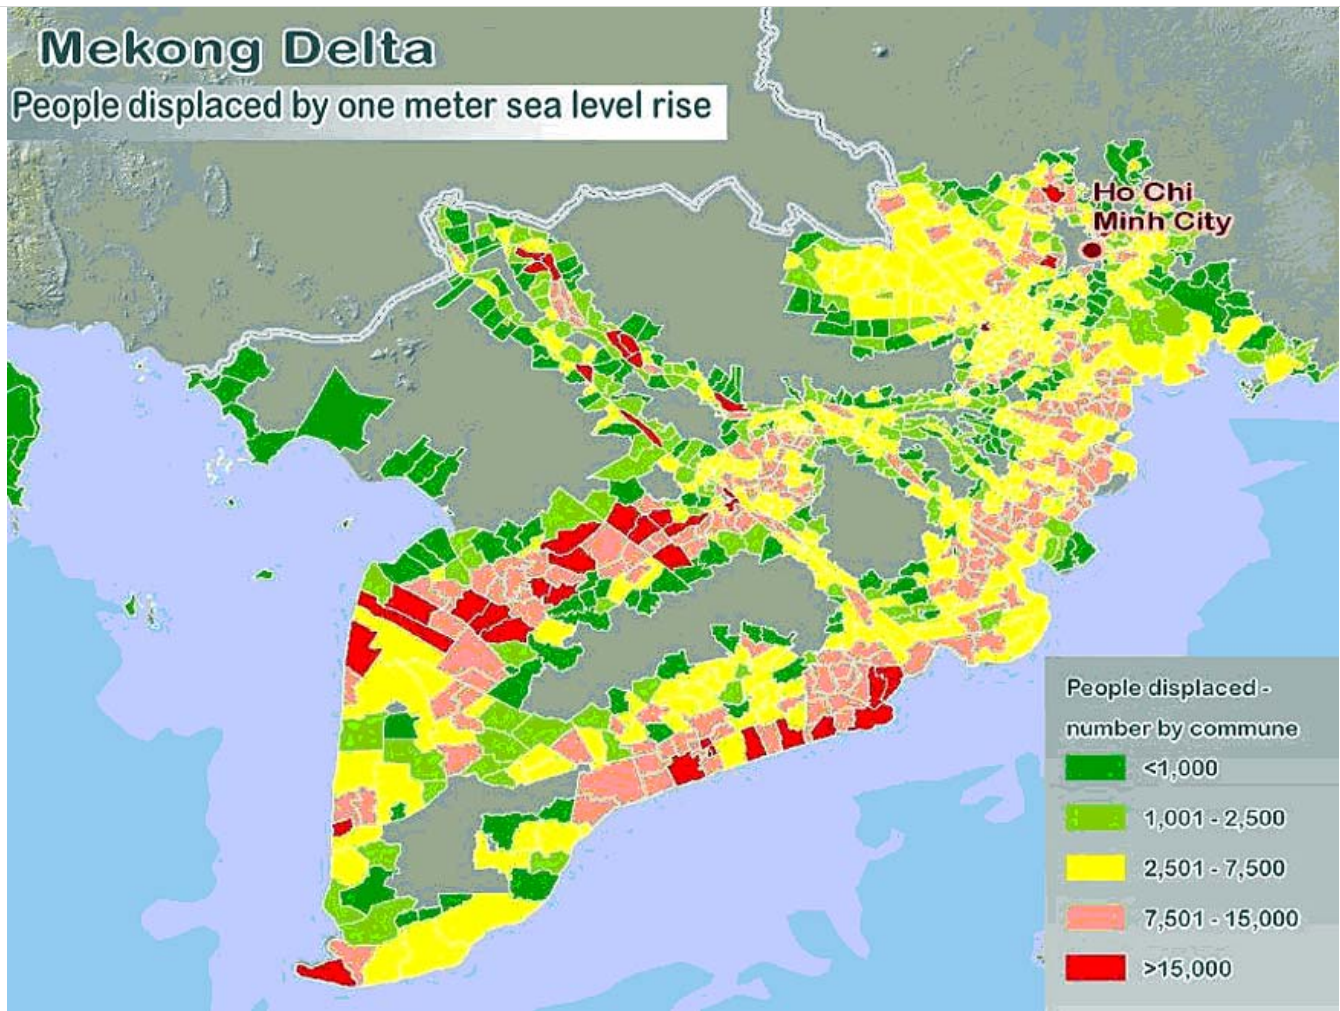 Mekong Delta
People displaced by one meter sea level rise
Ho Chi
Minh City
People displaced -
number by commune
<1,000
1,001 - 2,500
2,501 - 7,500
7,501 - 15,000
>15,000